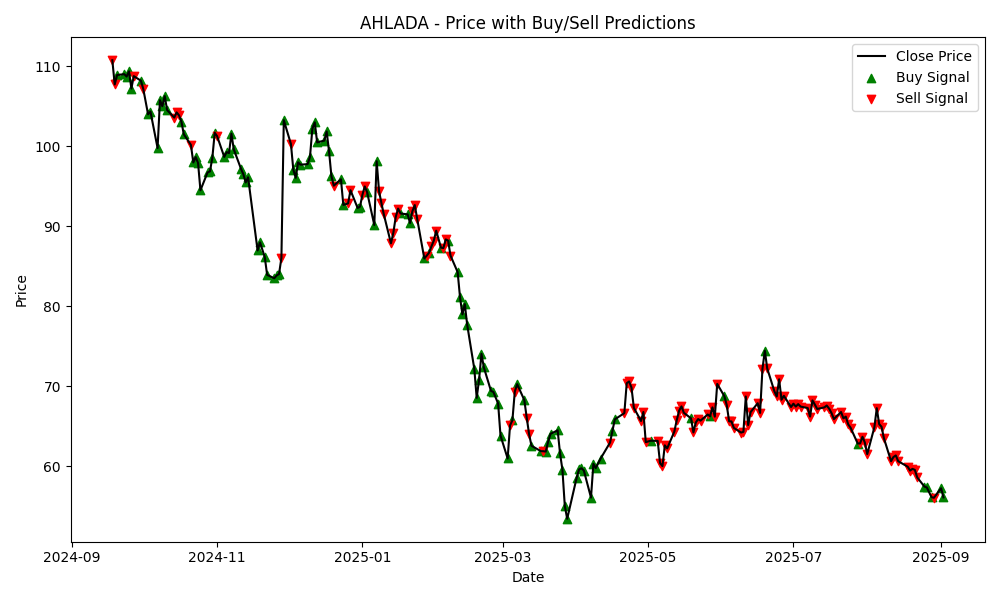 AHLADA - Price with Buy/Sell Predictions
Close Price
Buy Signal
Sell Signal
Price
110
100
90
80
70
60
2024-09
2024-11
2025-01
2025-03
2025-05
2025-07
2025-09
Date